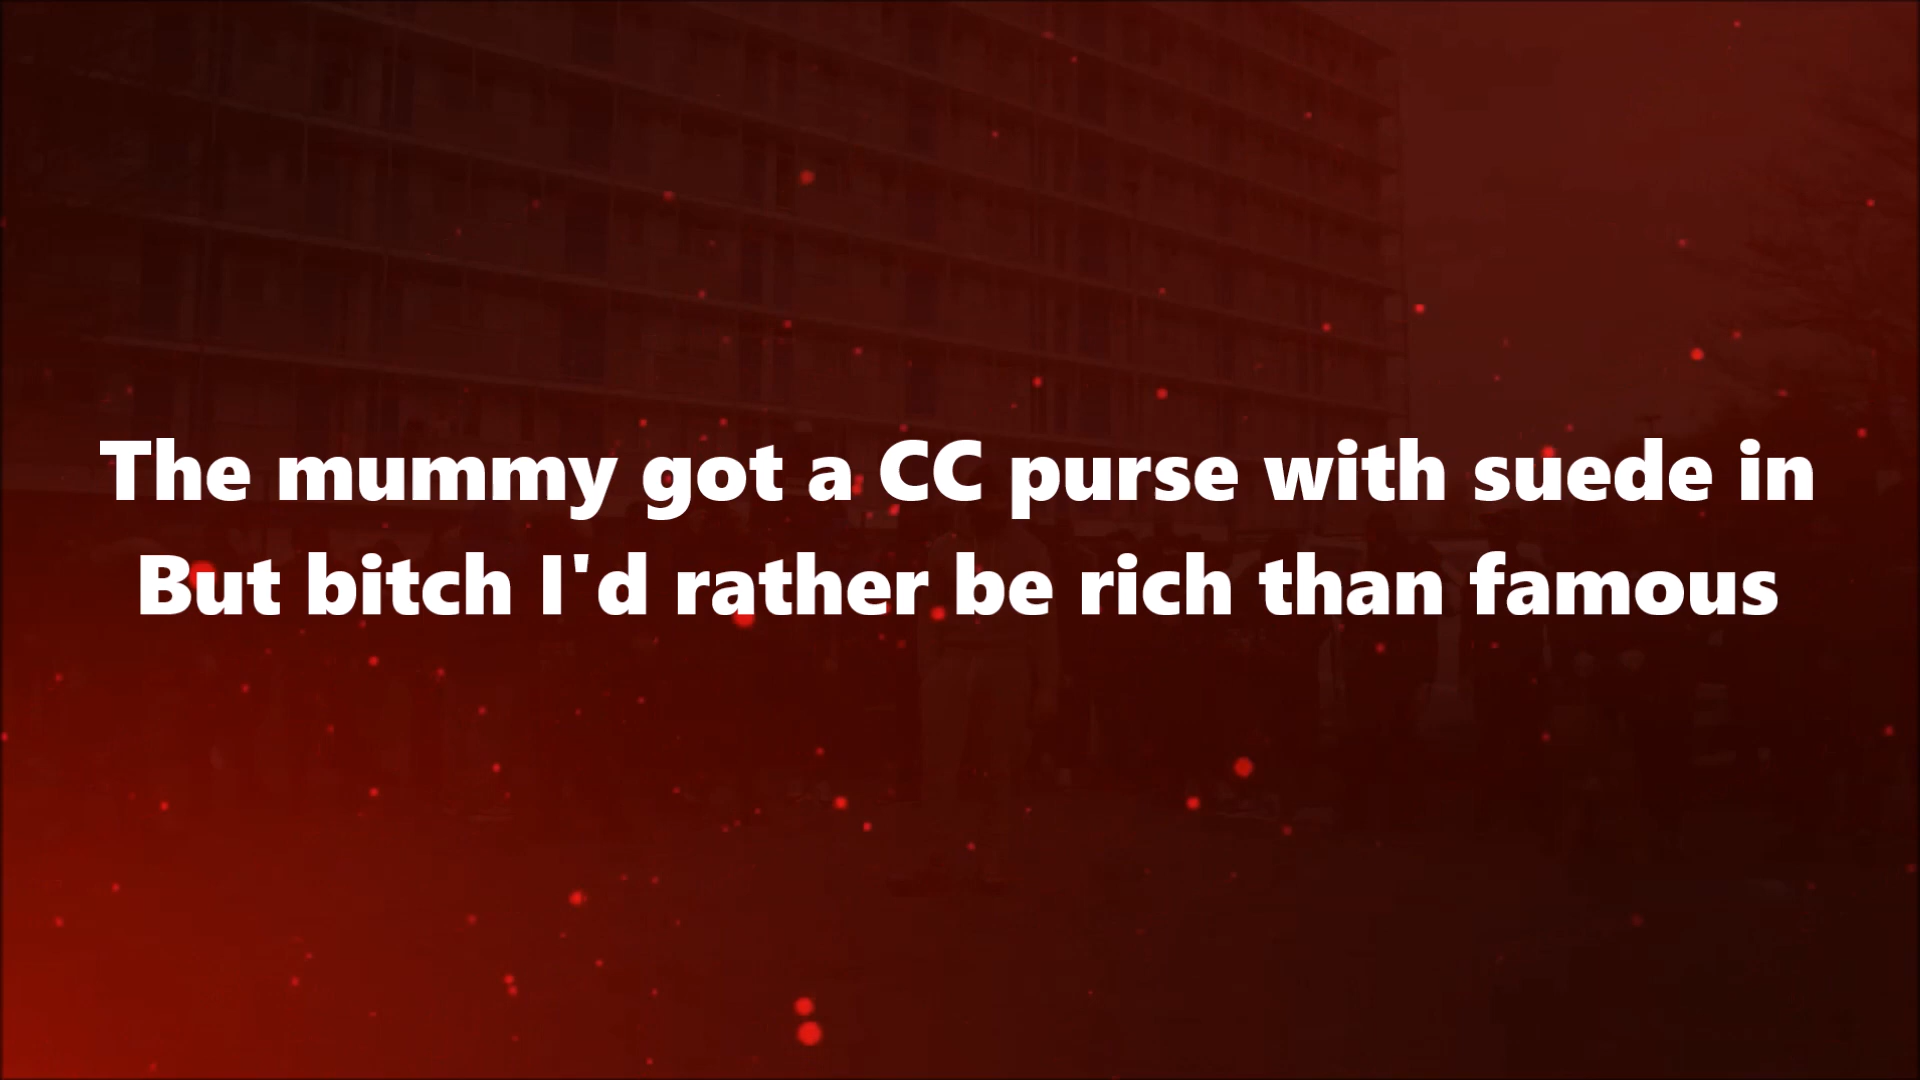 The mummy got a CC purse with suede in
But bitch I'd rather be rich than famous